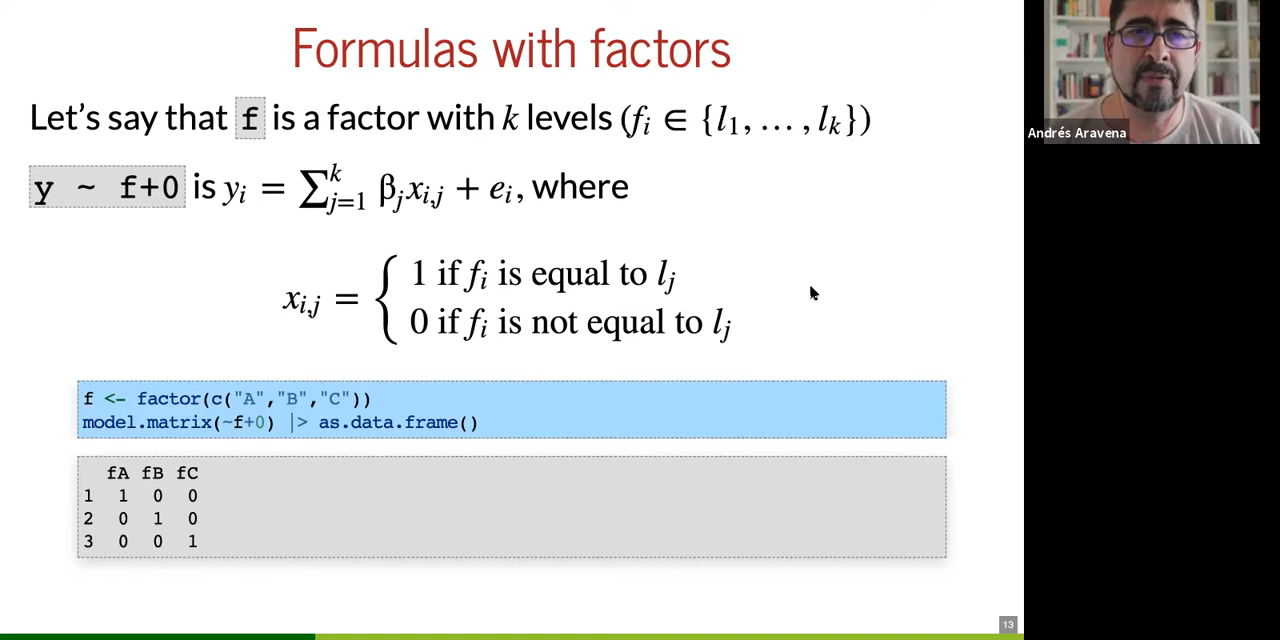 Formulas with factors
Let's say that f is a factor with k levels (fᵢ ∈ {l₁, … , lₖ})
y ~ f+0 is yᵢ = ∑ⱼ₌₁ᵏ βⱼxᵢ,ⱼ + eᵢ, where
xᵢ,ⱼ = { 1 if fᵢ is equal to lⱼ
0 if fᵢ is not equal to lⱼ
f <- factor(c("A","B","C"))
model.matrix(~f+0) |> as.data.frame()
fA fB fC
1 1 0 0
2 0 1 0
3 0 0 1
13
Andrés Aravena